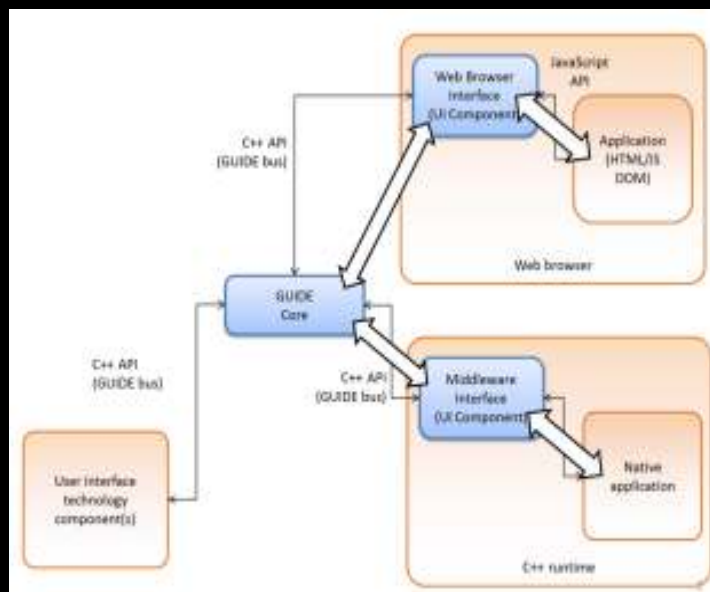 Web Browser
Interface
(UI Component)
JavaScript
API
Application
(HTML/JS
DOM)
Web browser
C++ API
(GUIDE bus)
GUIDE
Core
C++ API
(GUIDE bus)
C++ API
(GUIDE bus)
Middleware
Interface
(UI Component)
User interface
technology
component(s)
Native
application
C++ runtime